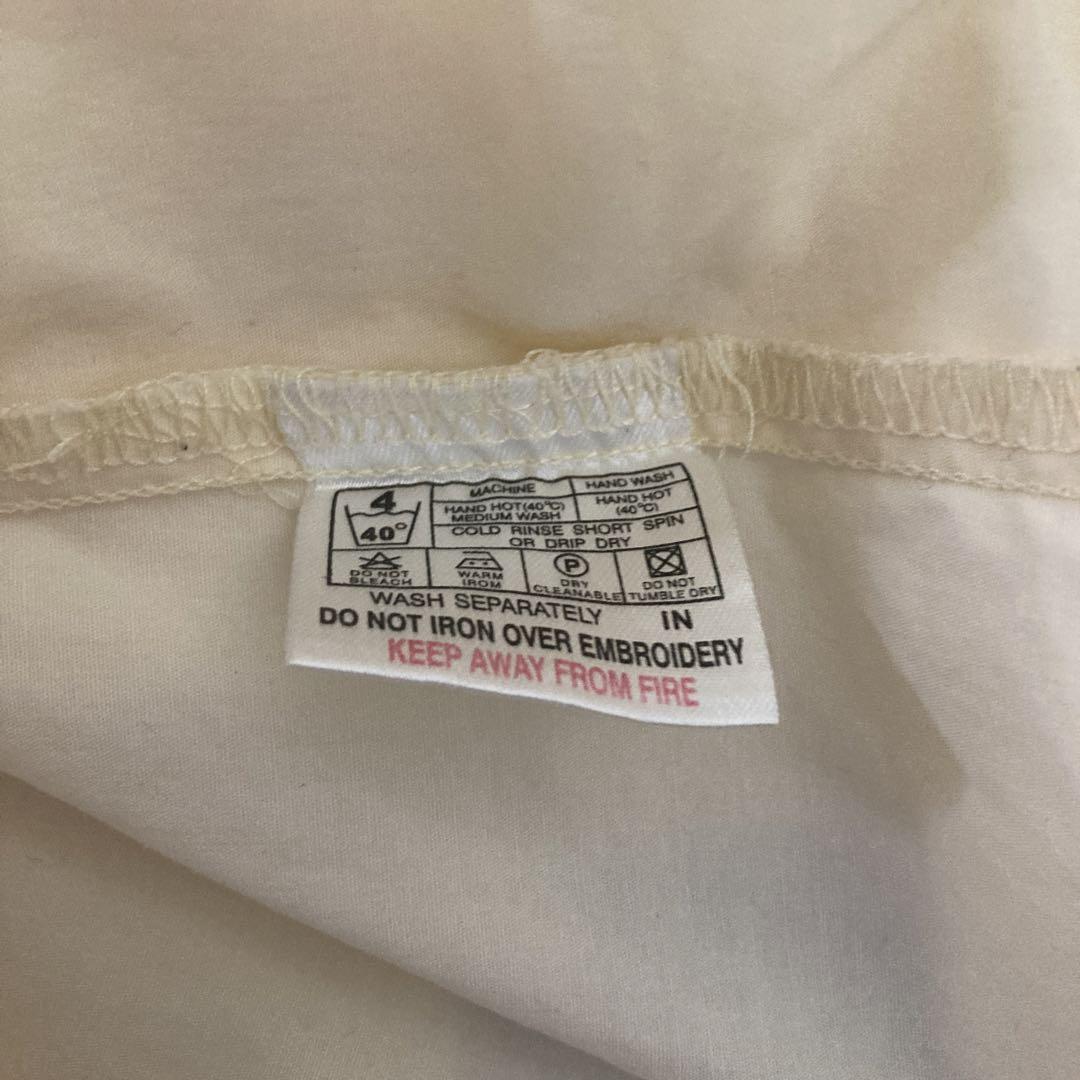 4
40°
MACHINE
HAND WASH
HAND HOT(40°C)
MEDIUM WASH
HAND HOT
(40°C)
COLD RINSE SHORT SPIN
OR DRIP DRY
DO NOT
BLEACH
WARM
IROM
P
DRY
CLEANABLE
DO NOT
TUMBLE DRY
WASH SEPARATELY
IN
DO NOT IRON OVER EMBROIDERY
KEEP AWAY FROM FIRE